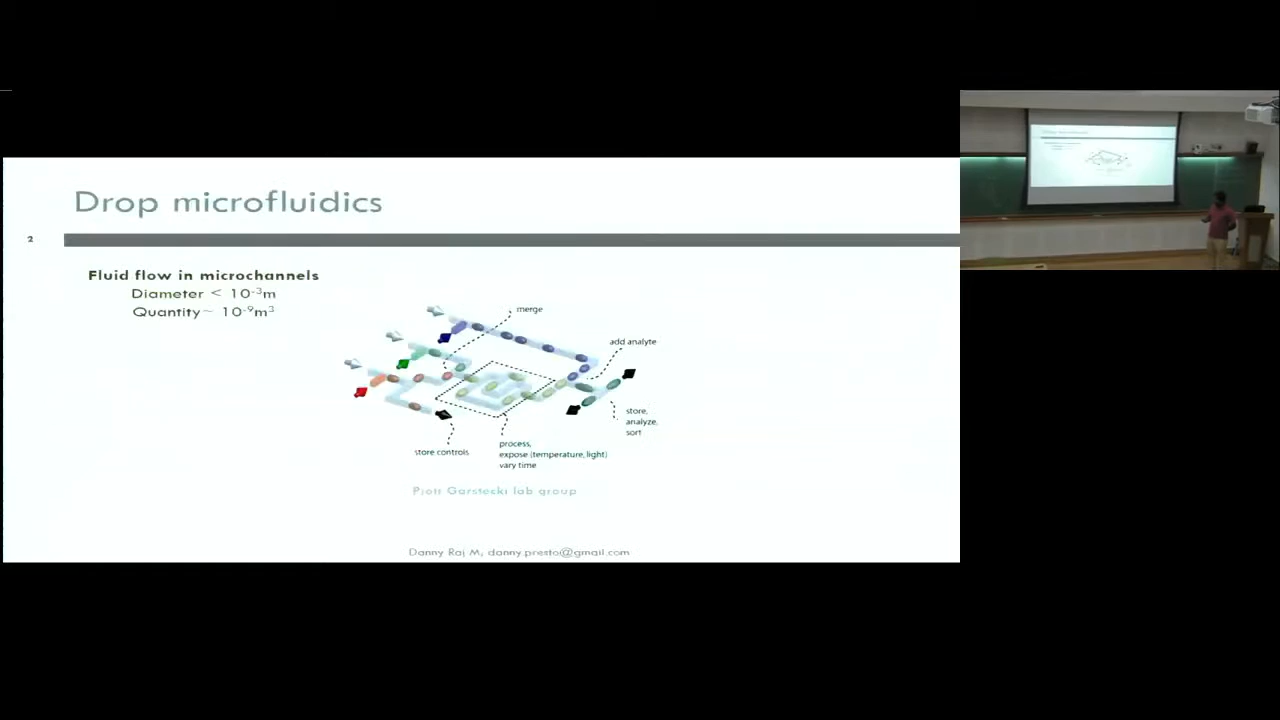 Drop microfluidics
2
Fluid flow in microchannels
Diameter < 10⁻³m
Quantity~ 10⁻⁹m³
merge
add analyte
store,
analyze,
sort
process,
expose (temperature, light)
vary time
store controls
Piotr Garstecki lab group
Danny Raj M, danny.presto@gmail.com